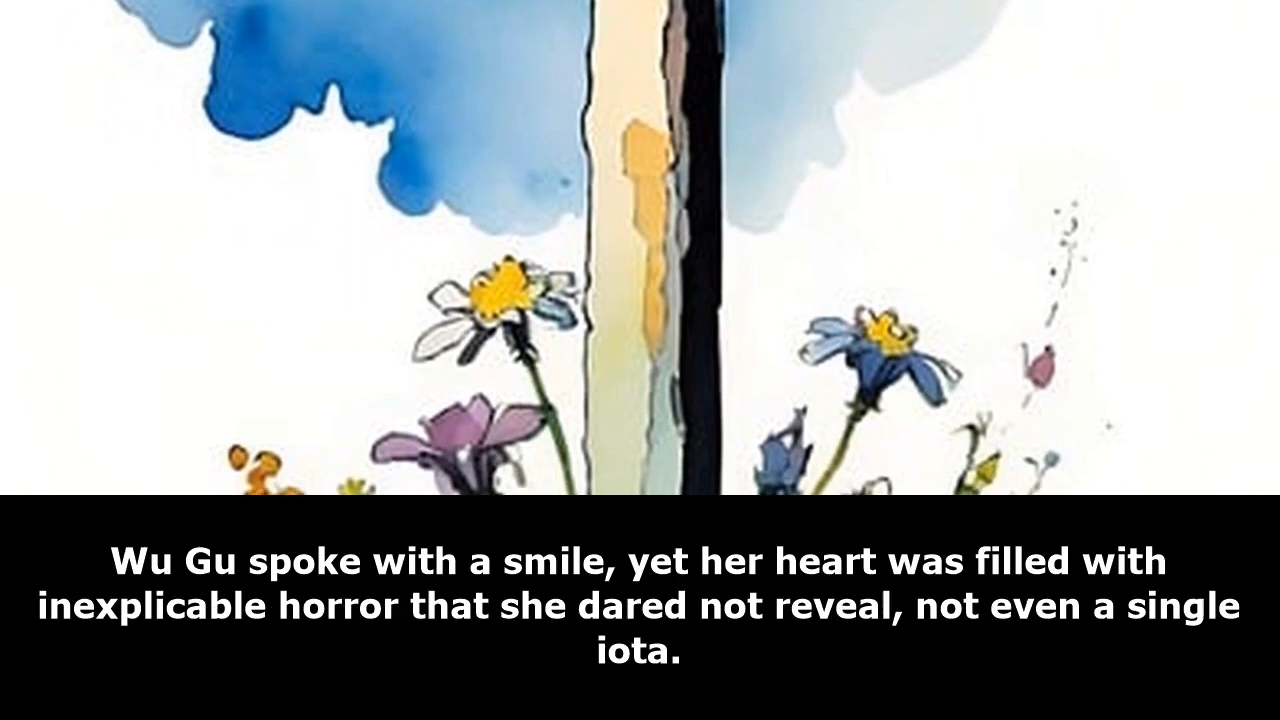 Wu Gu spoke with a smile, yet her heart was filled with
inexplicable horror that she dared not reveal, not even a single
iota.